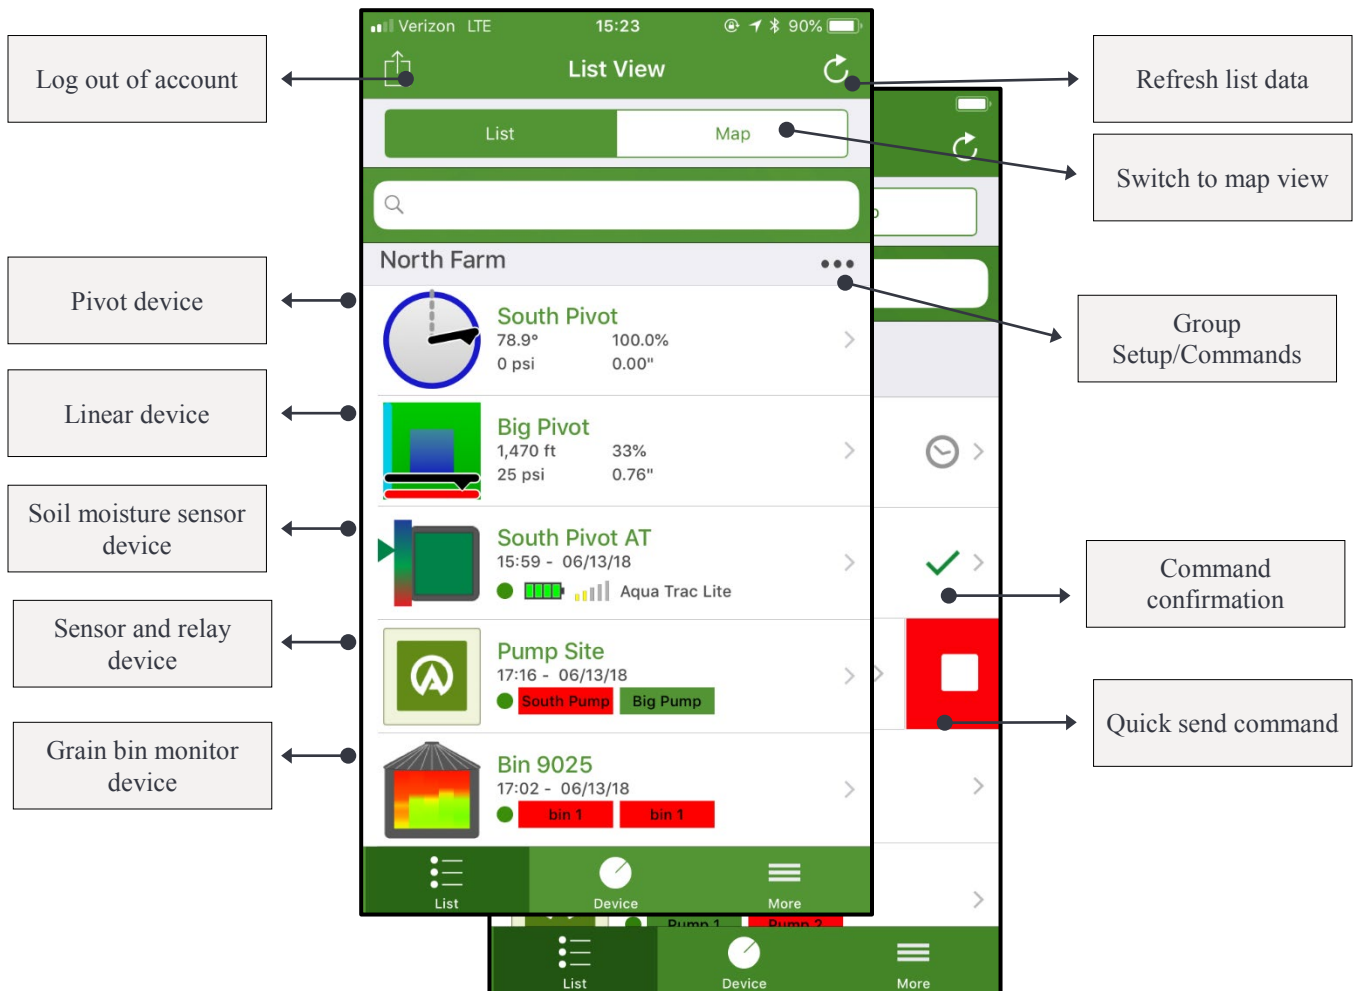 Verizon LTE 15:23 90%
Log out of account
List View
Refresh list data
List Map
Switch to map view
North Farm
Pivot device
South Pivot
78.9° 100.0%
0 psi 0.00"
Group
Setup/Commands
Linear device
Big Pivot
1,470 ft 33%
25 psi 0.76"
Soil moisture sensor
device
South Pivot AT
15:59 - 06/13/18
Aqua Trac Lite
Command
confirmation
Sensor and relay
device
Pump Site
17:16 - 06/13/18
South Pump Big Pump
Quick send command
Grain bin monitor
device
Bin 9025
17:02 - 06/13/18
bin 1 bin 1
List Device More
Pump 1 Pump 2
List Device More